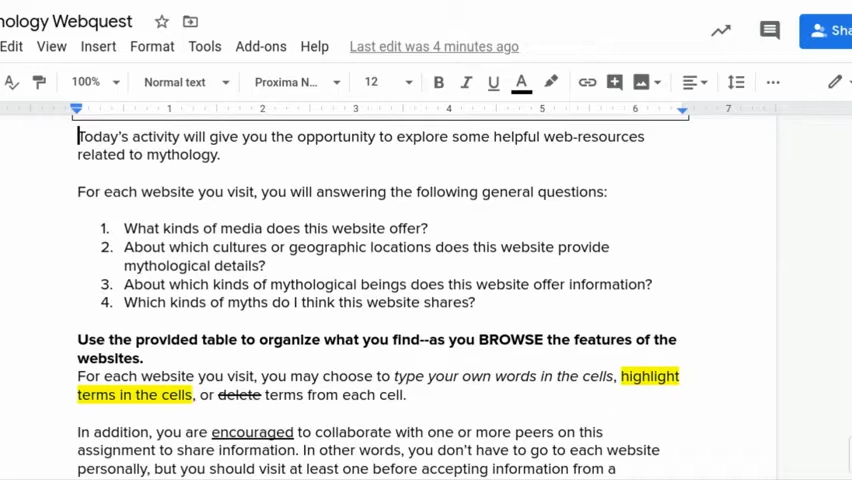 nology Webquest
Edit View Insert Format Tools Add-ons Help Last edit was 4 minutes ago
Sha
100% Normal text Proxima N... 12 B I U A
1 2 3 4 5 6 7
Today's activity will give you the opportunity to explore some helpful web-resources
related to mythology.
For each website you visit, you will answering the following general questions:
1. What kinds of media does this website offer?
2. About which cultures or geographic locations does this website provide
mythological details?
3. About which kinds of mythological beings does this website offer information?
4. Which kinds of myths do I think this website shares?
Use the provided table to organize what you find--as you BROWSE the features of the
websites.
For each website you visit, you may choose to type your own words in the cells, highlight
terms in the cells, or delete terms from each cell.
In addition, you are encouraged to collaborate with one or more peers on this
assignment to share information. In other words, you don't have to go to each website
personally, but you should visit at least one before accepting information from a